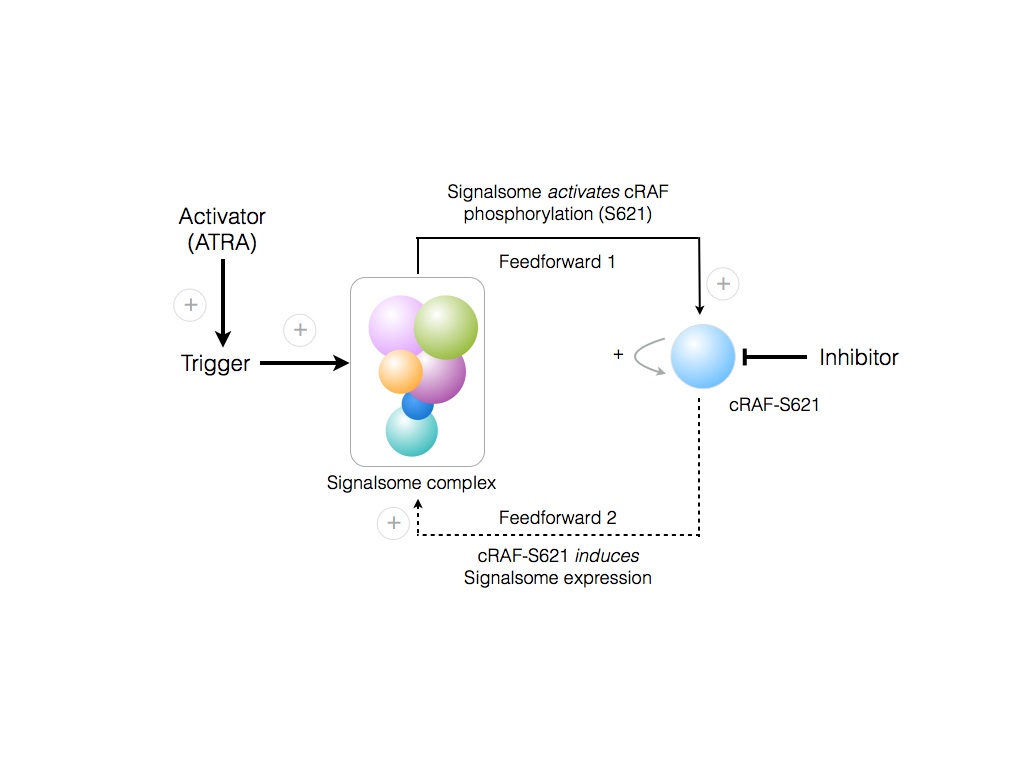 Signalsome activates cRAF
phosphorylation (S621)
Activator
(ATRA)
Feedforward 1
+
+
+
+
Trigger
Inhibitor
cRAF-S621
Signalsome complex
+
Feedforward 2
cRAF-S621 induces
Signalsome expression